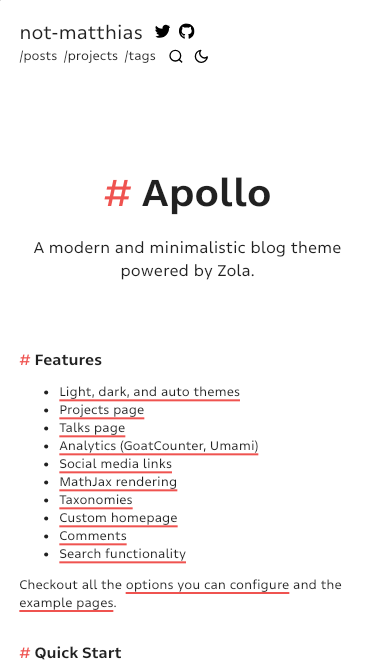 not-matthias
/posts /projects /tags
# Apollo
A modern and minimalistic blog theme
powered by Zola.
# Features
• Light, dark, and auto themes
• Projects page
• Talks page
• Analytics (GoatCounter, Umami)
• Social media links
• MathJax rendering
• Taxonomies
• Custom homepage
• Comments
• Search functionality
Checkout all the options you can configure and the
example pages.
# Quick Start